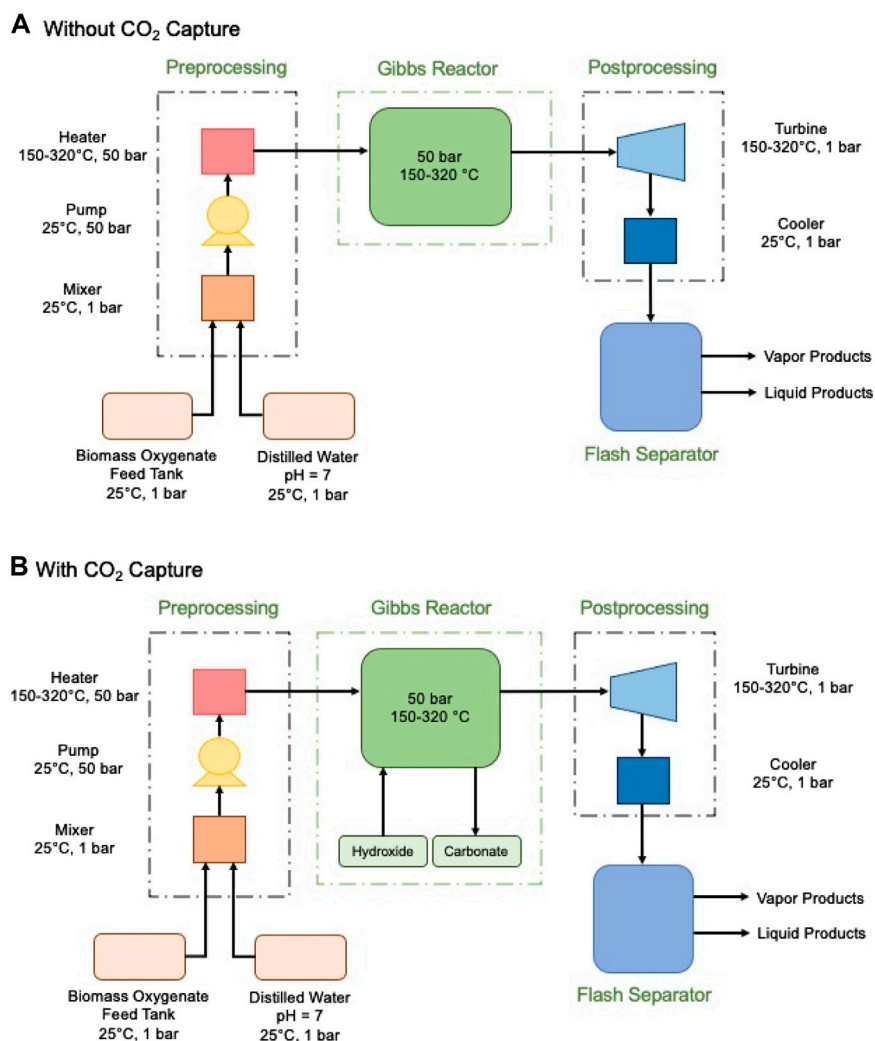 A Without CO₂ Capture
Preprocessing
Gibbs Reactor
Postprocessing
Heater
150-320°C, 50 bar
50 bar
150-320 °C
Turbine
150-320°C, 1 bar
Pump
25°C, 50 bar
Cooler
25°C, 1 bar
Mixer
25°C, 1 bar
Vapor Products
Liquid Products
Biomass Oxygenate
Feed Tank
25°C, 1 bar
Distilled Water
pH = 7
25°C, 1 bar
Flash Separator
B With CO₂ Capture
Preprocessing
Gibbs Reactor
Postprocessing
Heater
150-320°C, 50 bar
50 bar
150-320 °C
Turbine
150-320°C, 1 bar
Pump
25°C, 50 bar
Cooler
25°C, 1 bar
Mixer
25°C, 1 bar
Hydroxide
Carbonate
Vapor Products
Liquid Products
Biomass Oxygenate
Feed Tank
25°C, 1 bar
Distilled Water
pH = 7
25°C, 1 bar
Flash Separator